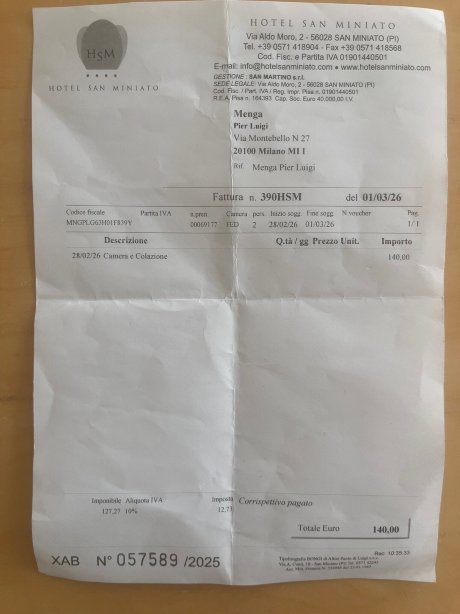 HSM
★★★★
HOTEL SAN MINIATO
HOTEL SAN MINIATO
Via Aldo Moro, 2 - 56028 SAN MINIATO (PI)
Tel. +39 0571 418904 - Fax +39 0571 418568
Cod. Fisc. e Partita IVA 01901440501
E-mail: info@hotelsanminiato.com • www.hotelsanminiato.com
GESTIONE: SAN MARTINO s.r.l.
SEDE LEGALE: Via Aldo Moro, 2 - 56028 SAN MINIATO (PI)
Cod. Fisc. / Part. IVA / Reg. Impr. Pisa n. 01901440501
R.E.A. Pisa n. 164393 Cap. Soc. Euro 40.000,00 I.V.
Menga
Pier Luigi
Via Montebello N 27
20100 Milano MI I
Rif. Menga Pier Luigi
Fattura n. 390HSM del 01/03/26
Codice fiscale Partita IVA n.pren. Camera pers. Inizio sogg. Fine sogg. N.voucher Pag.
MNGPLG63H01F839Y 00069177 FED 2 28/02/26 01/03/26 1/1
Descrizione Q.tà / gg Prezzo Unit. Importo
28/02/26 Camera e Colazione 140,00
Imponibile Aliquota IVA Imposta Corrispettivo pagato
127,27 10% 12,73
Totale Euro 140,00
XAB N° 057589 /2025
Rec 10.35.33